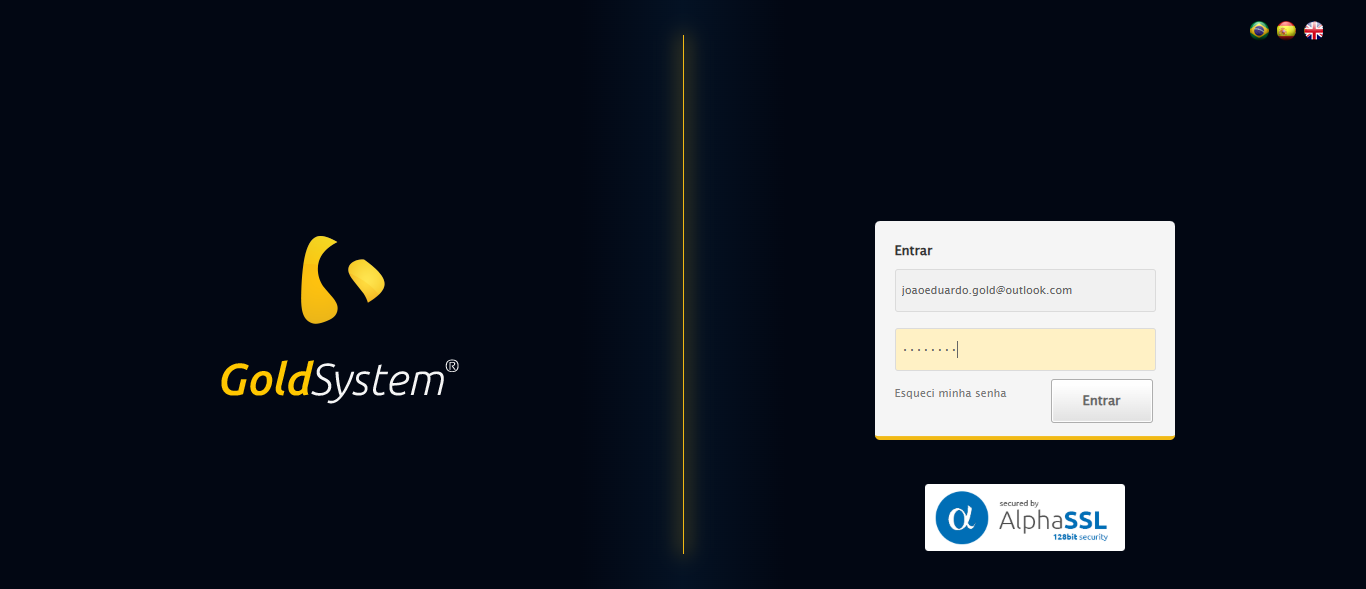 GoldSystem®
Entrar
joaoeduardo.gold@outlook.com
········
Esqueci minha senha
Entrar
α
secured by
AlphaSSL
128bit security